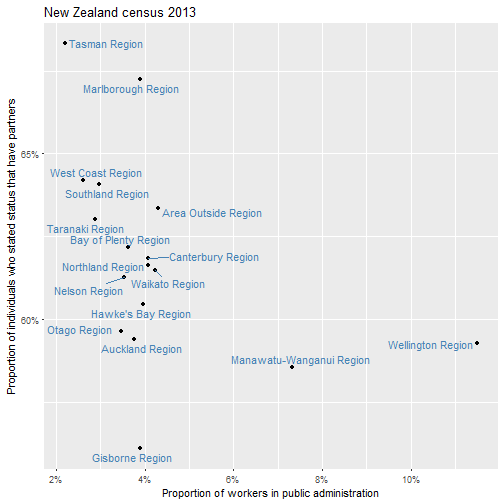 New Zealand census 2013
Tasman Region
Marlborough Region
65%
West Coast Region
Southland Region
Area Outside Region
Taranaki Region
Bay of Plenty Region
Canterbury Region
Northland Region
Waikato Region
Nelson Region
Hawke's Bay Region
60%
Otago Region
Auckland Region
Wellington Region
Manawatu-Wanganui Region
Gisborne Region
2%
4%
6%
8%
10%
Proportion of workers in public administration
Proportion of individuals who stated status that have partners